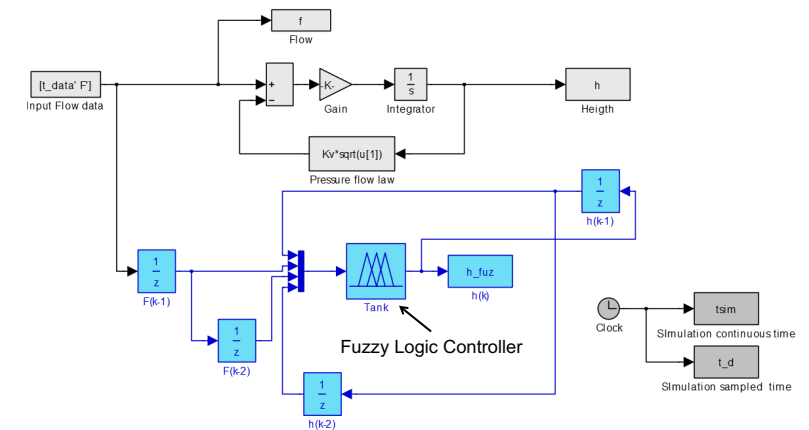 f
Flow
[t_data' F']
Input Flow data
+
−
-K-
Gain
1
s
Integrator
h
Heigth
Kv*sqrt(u[1])
Pressure flow law
1
z
h(k-1)
1
z
F(k-1)
Tank
h_fuz
h(k)
1
z
F(k-2)
Fuzzy Logic Controller
1
z
h(k-2)
Clock
tsim
SImulation continuous time
t_d
SImulation sampled time